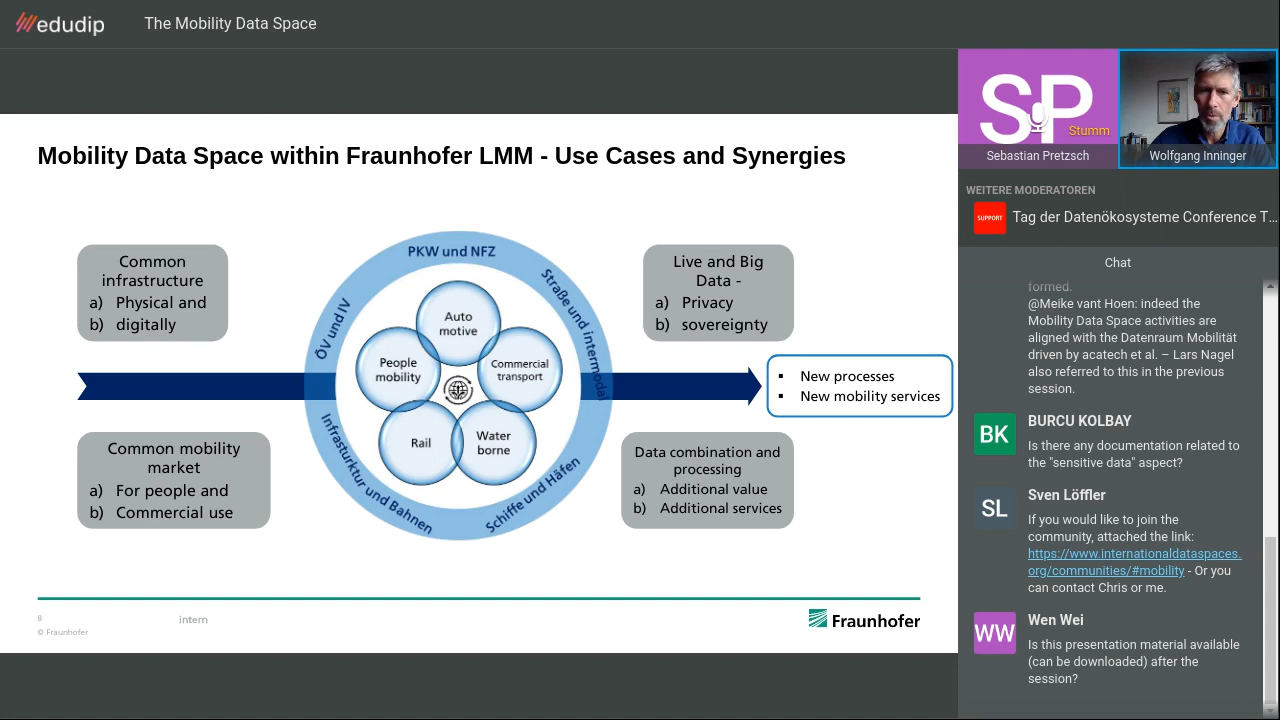 edudip
The Mobility Data Space
Mobility Data Space within Fraunhofer LMM - Use Cases and Synergies
Common
infrastructure
a) Physical and
b) digitally
Common mobility
market
a) For people and
b) Commercial use
PKW und NFZ
Straße und intermodal
Schiffe und Häfen
Infrasturktur und Bahnen
ÖV und IV
Auto
motive
People
mobility
Commercial
transport
Rail
Water
borne
Live and Big
Data -
a) Privacy
b) sovereignty
▪ New processes
▪ New mobility services
Data combination and
processing
a) Additional value
b) Additional services
8
© Fraunhofer
intern
Fraunhofer
SP
Stumm
Sebastian Pretzsch
Wolfgang Inninger
WEITERE MODERATOREN
SUPPORT
Tag der Datenökosysteme Conference T...
Chat
formed.
@Meike vant Hoen: indeed the
Mobility Data Space activities are
aligned with the Datenraum Mobilität
driven by acatech et al. – Lars Nagel
also referred to this in the previous
session.
BK
BURCU KOLBAY
Is there any documentation related to
the "sensitive data" aspect?
SL
Sven Löffler
If you would like to join the
community, attached the link:
https://www.internationaldataspaces.
org/communities/#mobility - Or you
can contact Chris or me.
WW
Wen Wei
Is this presentation material available
(can be downloaded) after the
session?